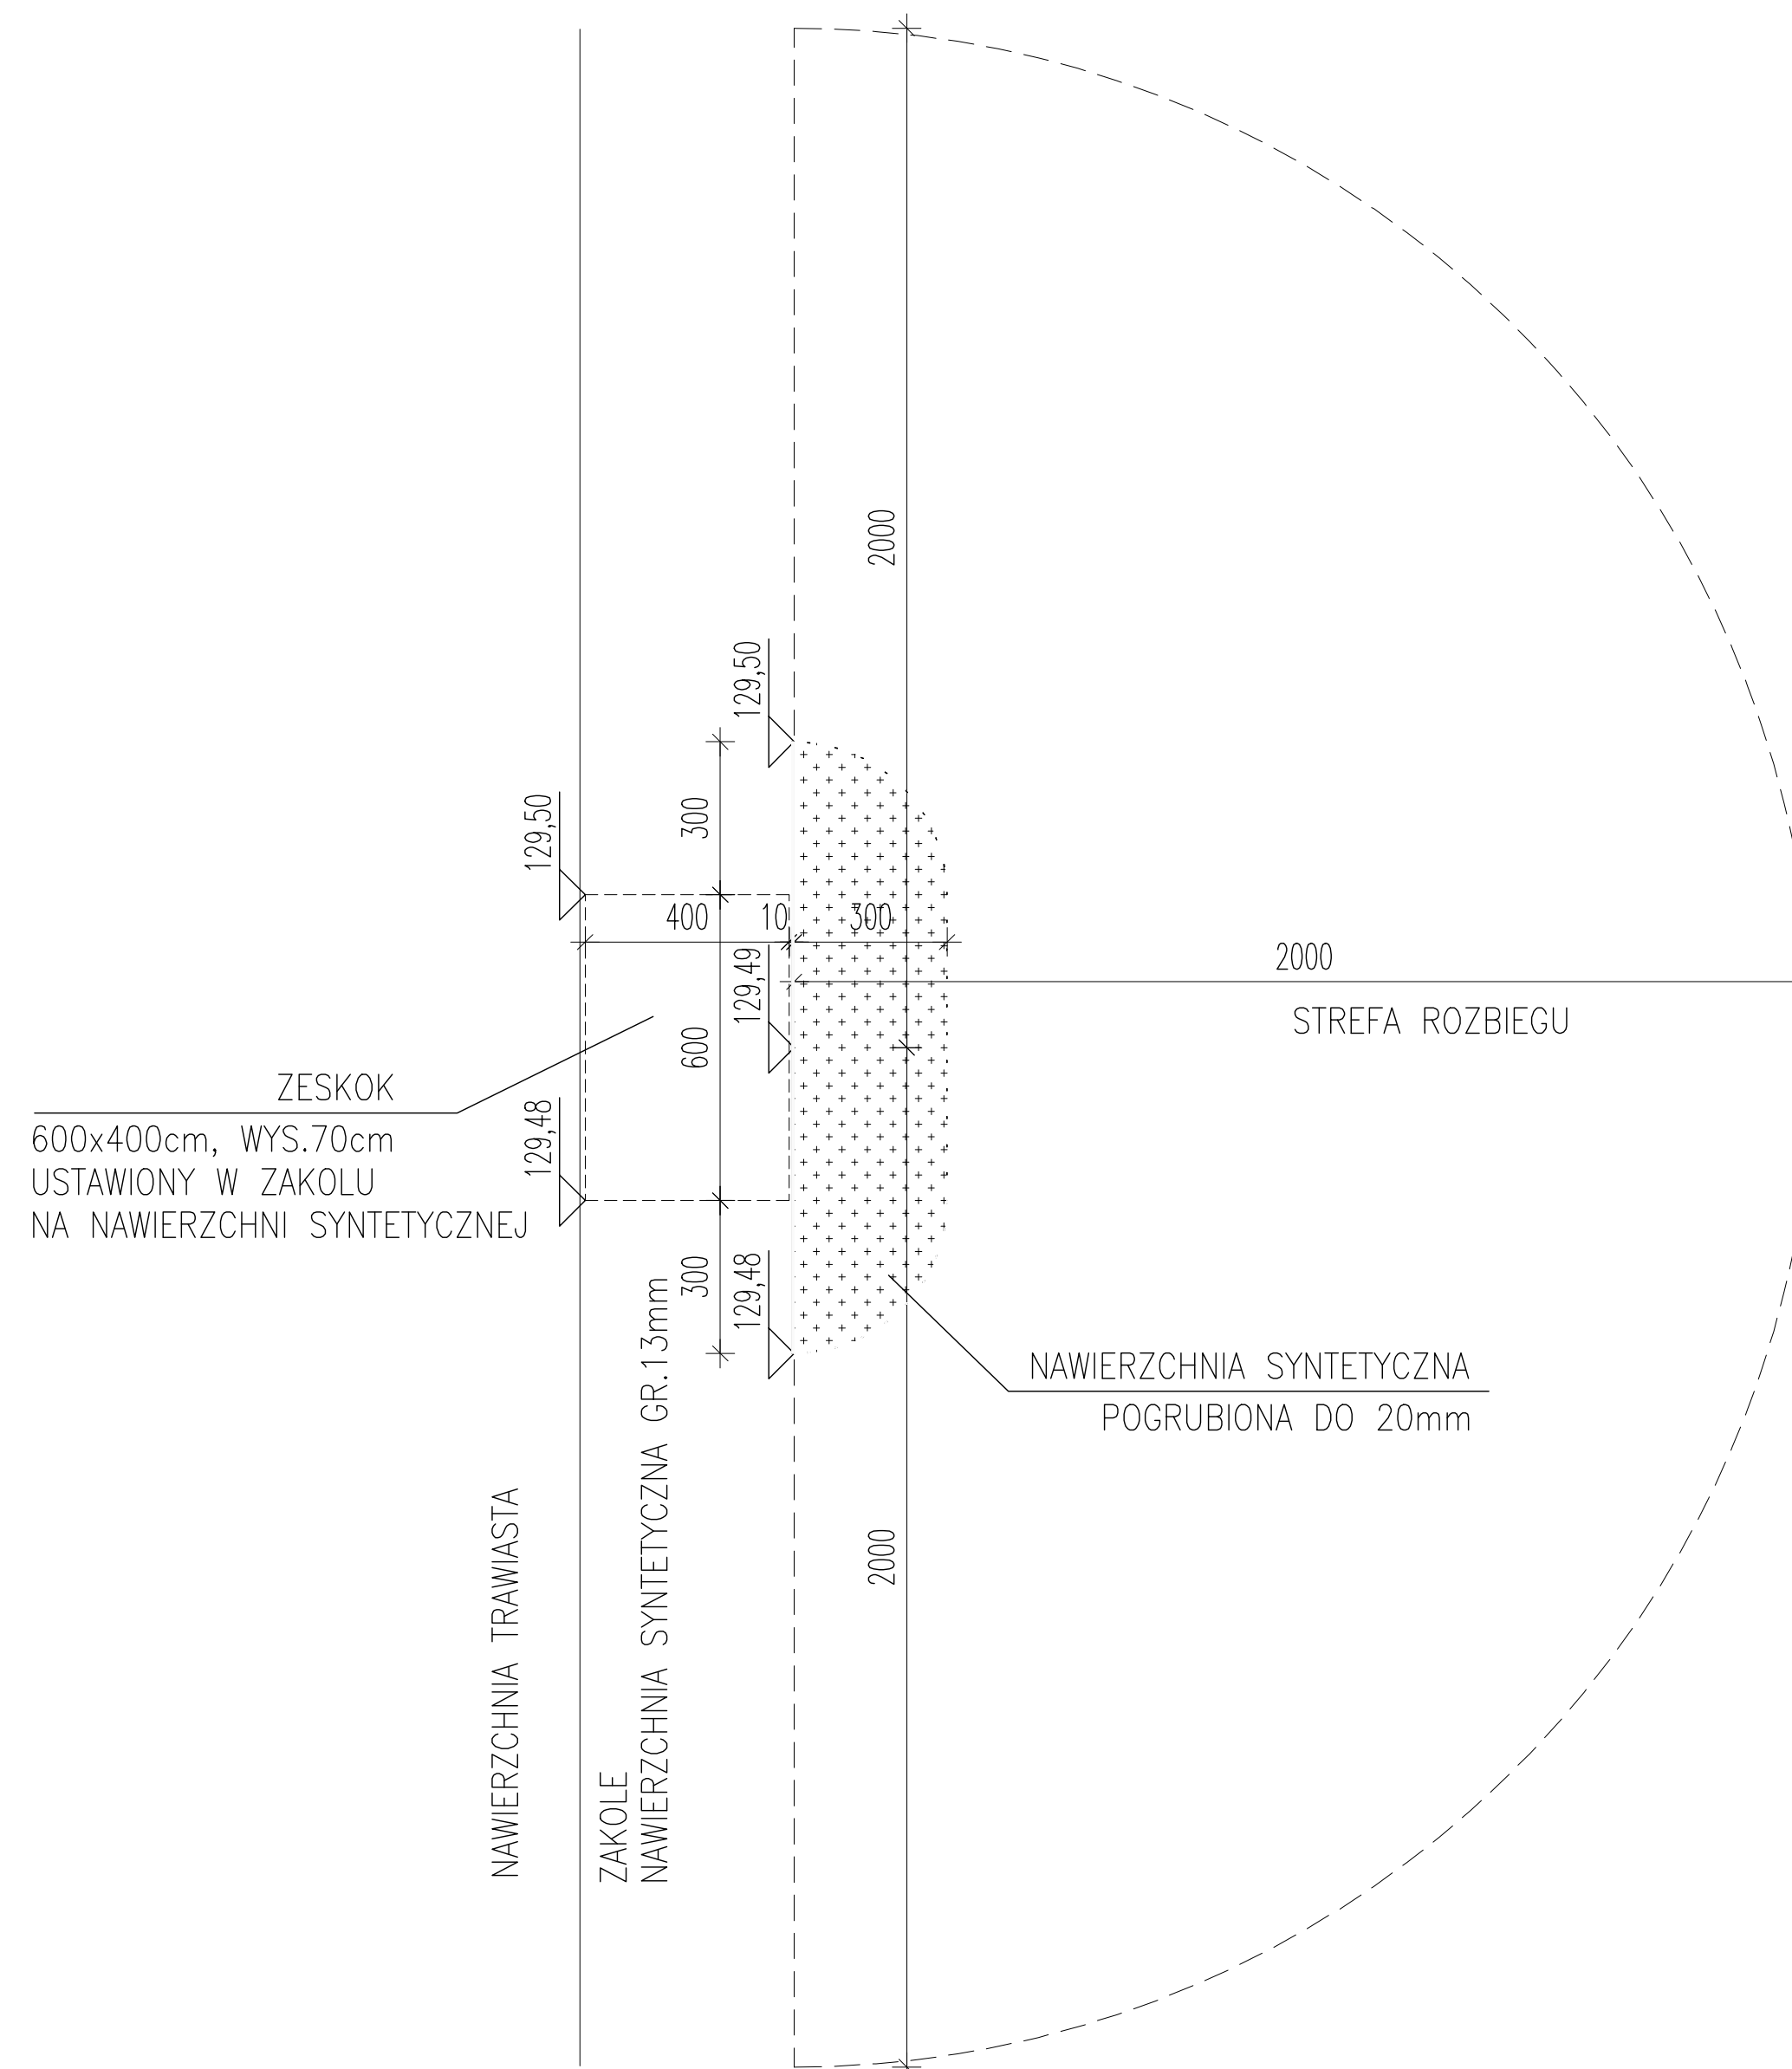 2000
129,50
129,50
300
400
10
300
2000
129,49
STREFA ROZBIEGU
600
ZESKOK
600x400cm, WYS.70cm
USTAWIONY W ZAKOLU
NA NAWIERZCHNI SYNTETYCZNEJ
129,48
300
129,48
NAWIERZCHNIA SYNTETYCZNA
POGRUBIONA DO 20mm
2000
NAWIERZCHNIA TRAWIASTA
ZAKOLE
NAWIERZCHNIA SYNTETYCZNA GR.13mm